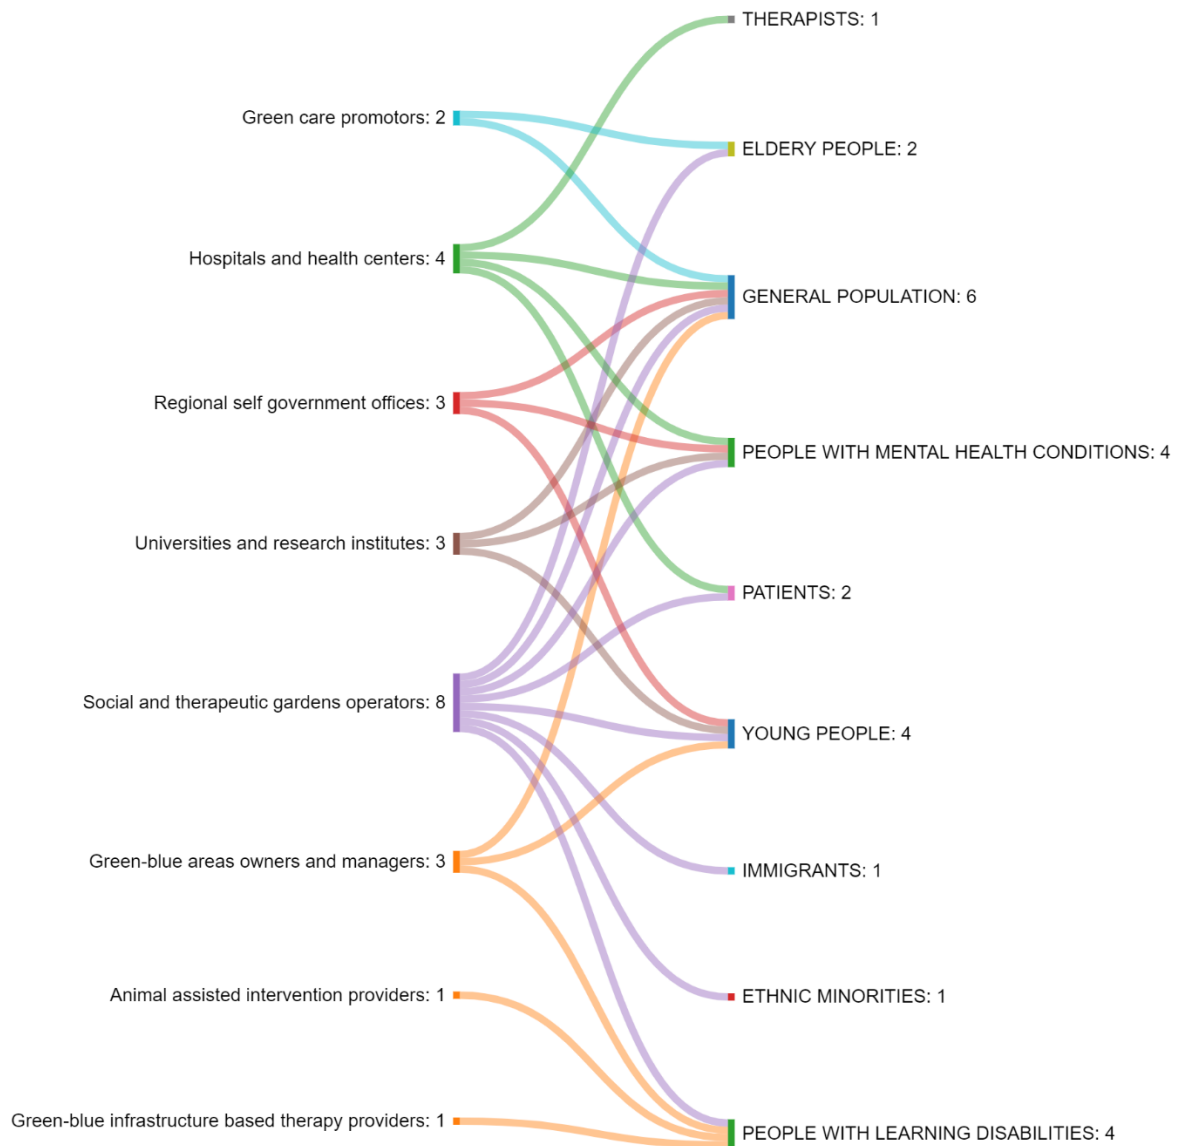 THERAPISTS: 1
Green care promotors: 2
ELDERY PEOPLE: 2
Hospitals and health centers: 4
GENERAL POPULATION: 6
Regional self government offices: 3
PEOPLE WITH MENTAL HEALTH CONDITIONS: 4
Universities and research institutes: 3
PATIENTS: 2
Social and therapeutic gardens operators: 8
YOUNG PEOPLE: 4
Green-blue areas owners and managers: 3
IMMIGRANTS: 1
Animal assisted intervention providers: 1
ETHNIC MINORITIES: 1
Green-blue infrastructure based therapy providers: 1
PEOPLE WITH LEARNING DISABILITIES: 4